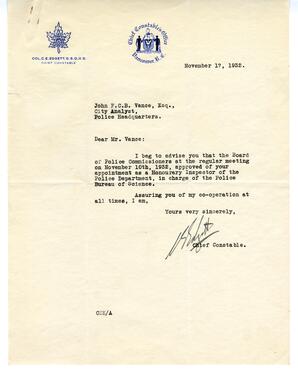 COL. C.E. EDGETT, D.S.O., V.D.
CHIEF CONSTABLE
Chief Constable's Office
Vancouver, B.C.
November 17, 1932.
John F.C.B. Vance, Esq.,
City Analyst,
Police Headquarters.
Dear Mr. Vance:
I beg to advise you that the Board
of Police Commissioners at the regular meeting
on November 10th, 1932, approved of your
appointment as a Honourary Inspector of the
Police Department, in charge of the Police
Bureau of Science.
Assuring you of my co-operation at
all times, I am.
Yours very sincerely,
Chief Constable.
CEE/A